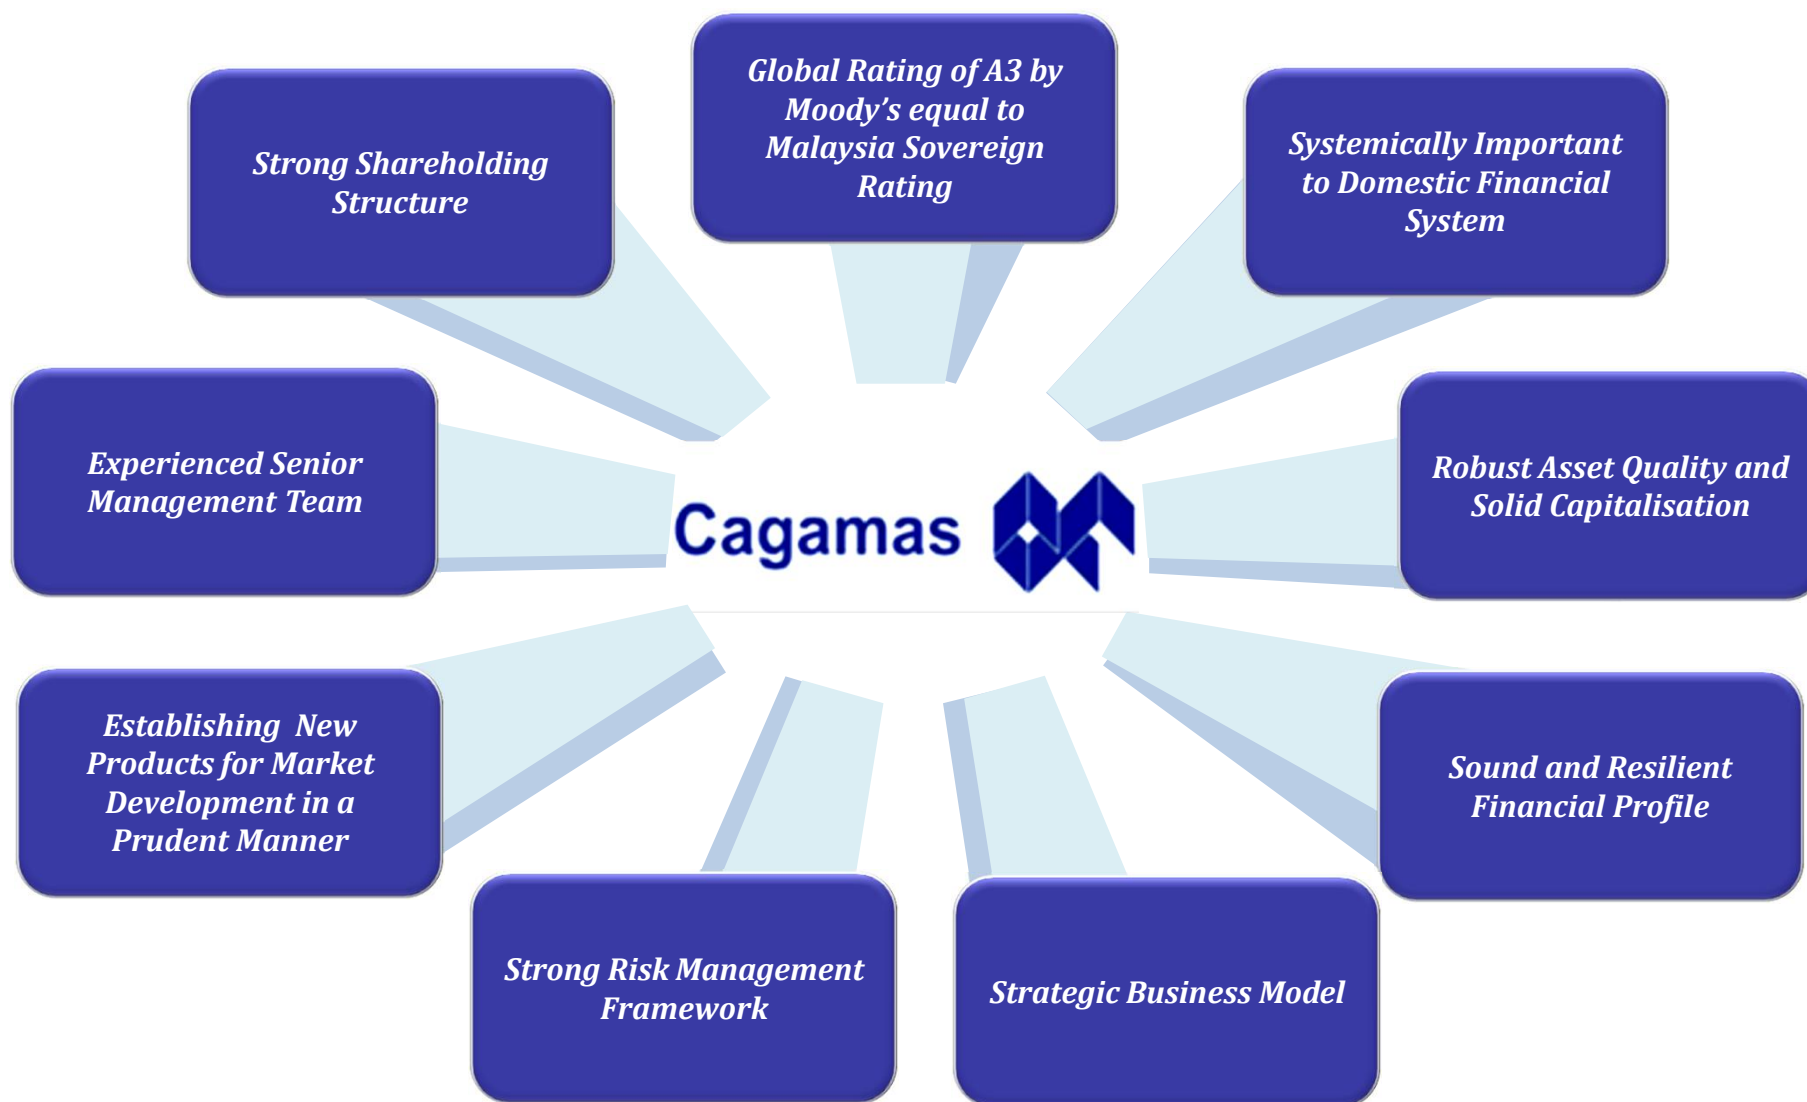 Global Rating of A3 by
Moody's equal to
Malaysia Sovereign
Rating
Strong Shareholding
Structure
Systemically Important
to Domestic Financial
System
Experienced Senior
Management Team
Cagamas
Robust Asset Quality and
Solid Capitalisation
Establishing New
Products for Market
Development in a
Prudent Manner
Sound and Resilient
Financial Profile
Strong Risk Management
Framework
Strategic Business Model